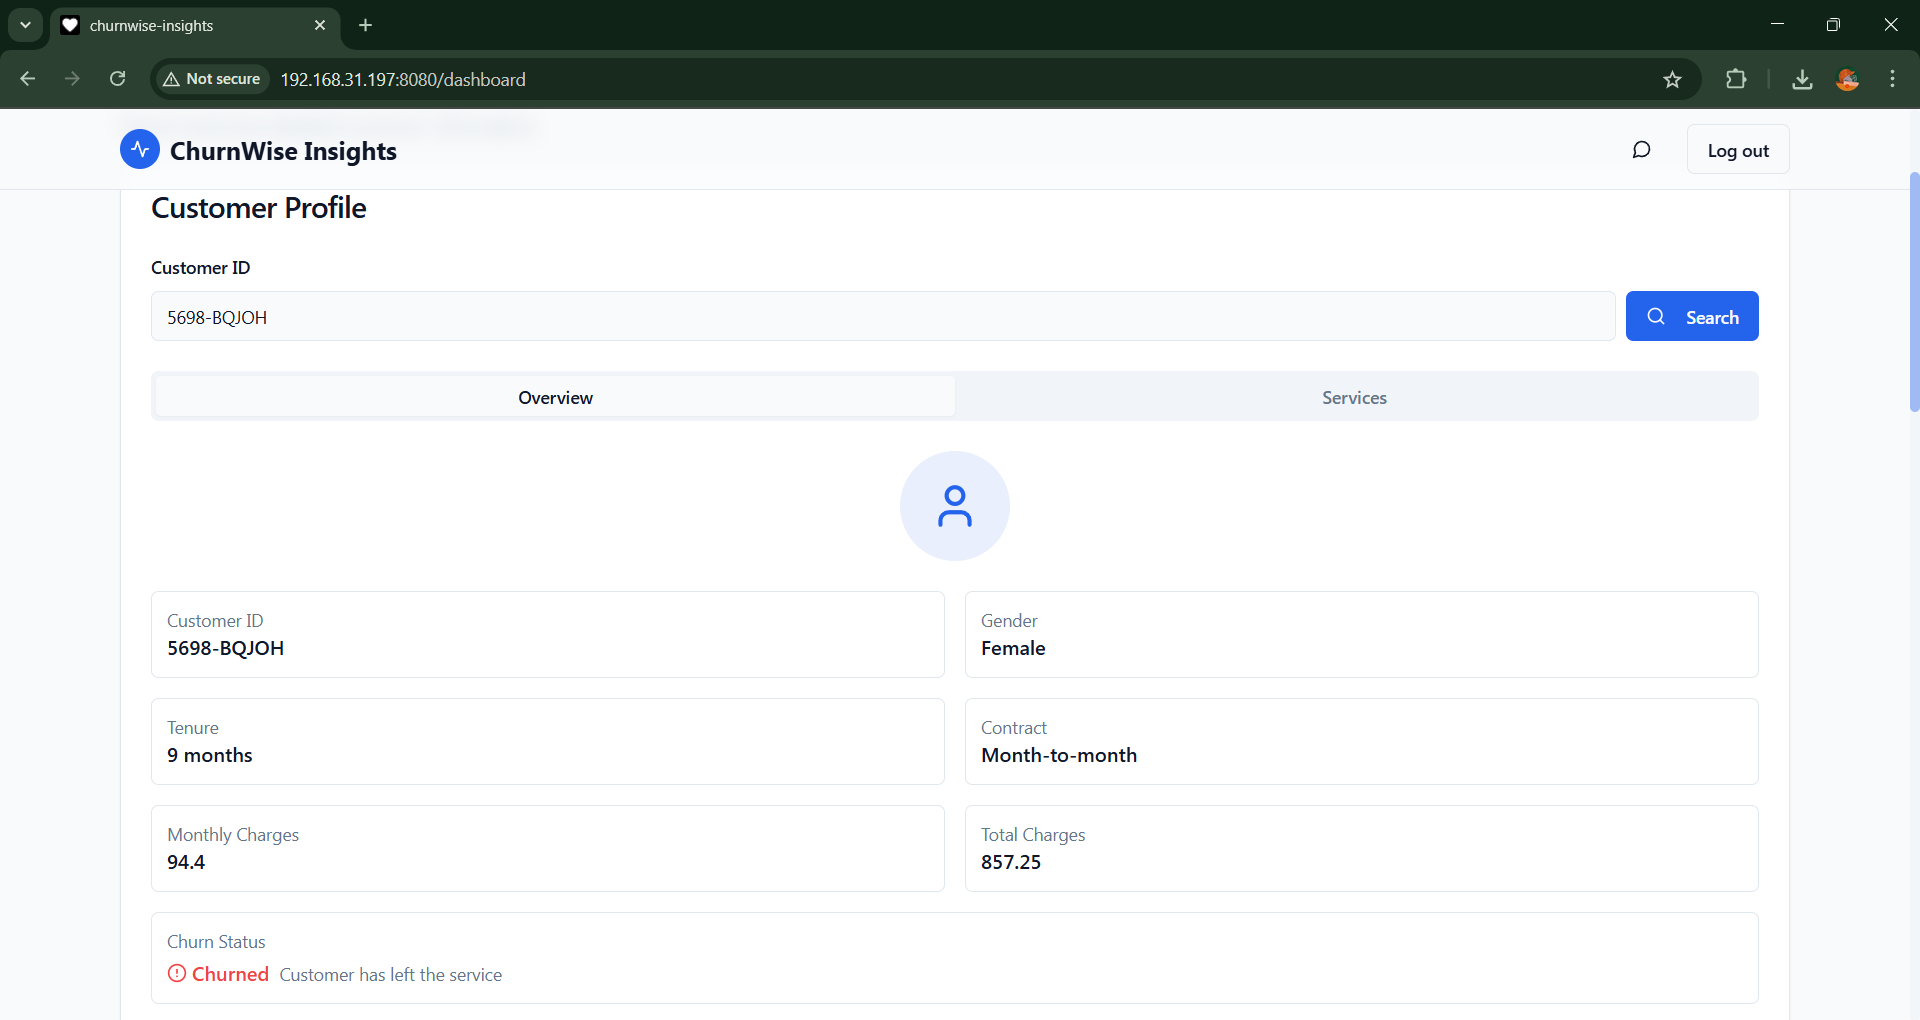 churnwise-insights
Not secure
192.168.31.197:8080/dashboard
ChurnWise Insights
Log out
Customer Profile
Customer ID
5698-BQJOH
Search
Overview
Services
Customer ID
5698-BQJOH
Gender
Female
Tenure
9 months
Contract
Month-to-month
Monthly Charges
94.4
Total Charges
857.25
Churn Status
Churned Customer has left the service